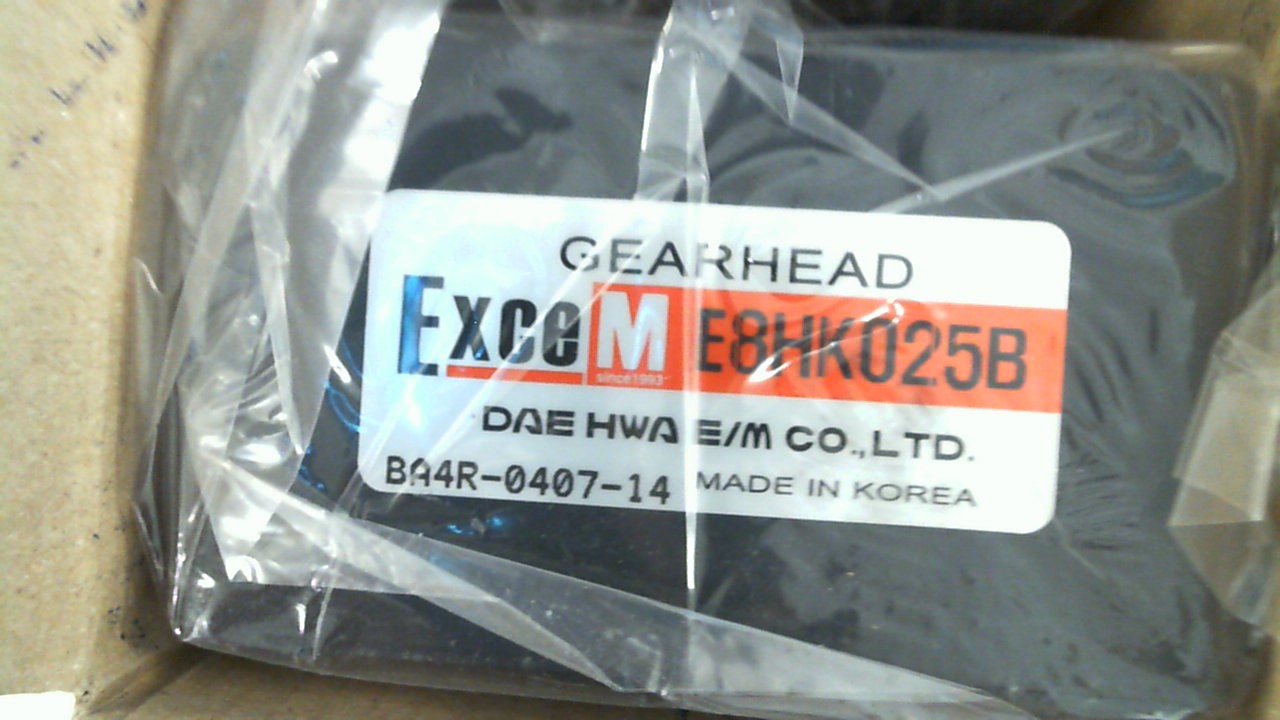 GEARHEAD
ExceM E8HK025B
since1993
DAE HWA E/M CO.,LTD.
BA4R-0407-14 MADE IN KOREA